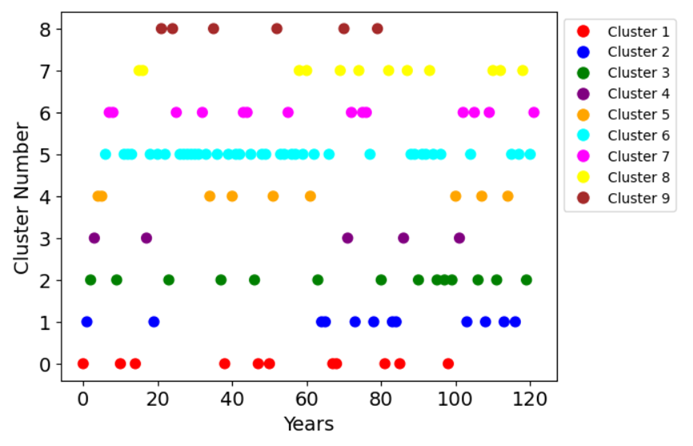 8
7
6
5
4
3
2
1
0
Cluster Number
0 20 40 60 80 100 120
Years
Cluster 1
Cluster 2
Cluster 3
Cluster 4
Cluster 5
Cluster 6
Cluster 7
Cluster 8
Cluster 9